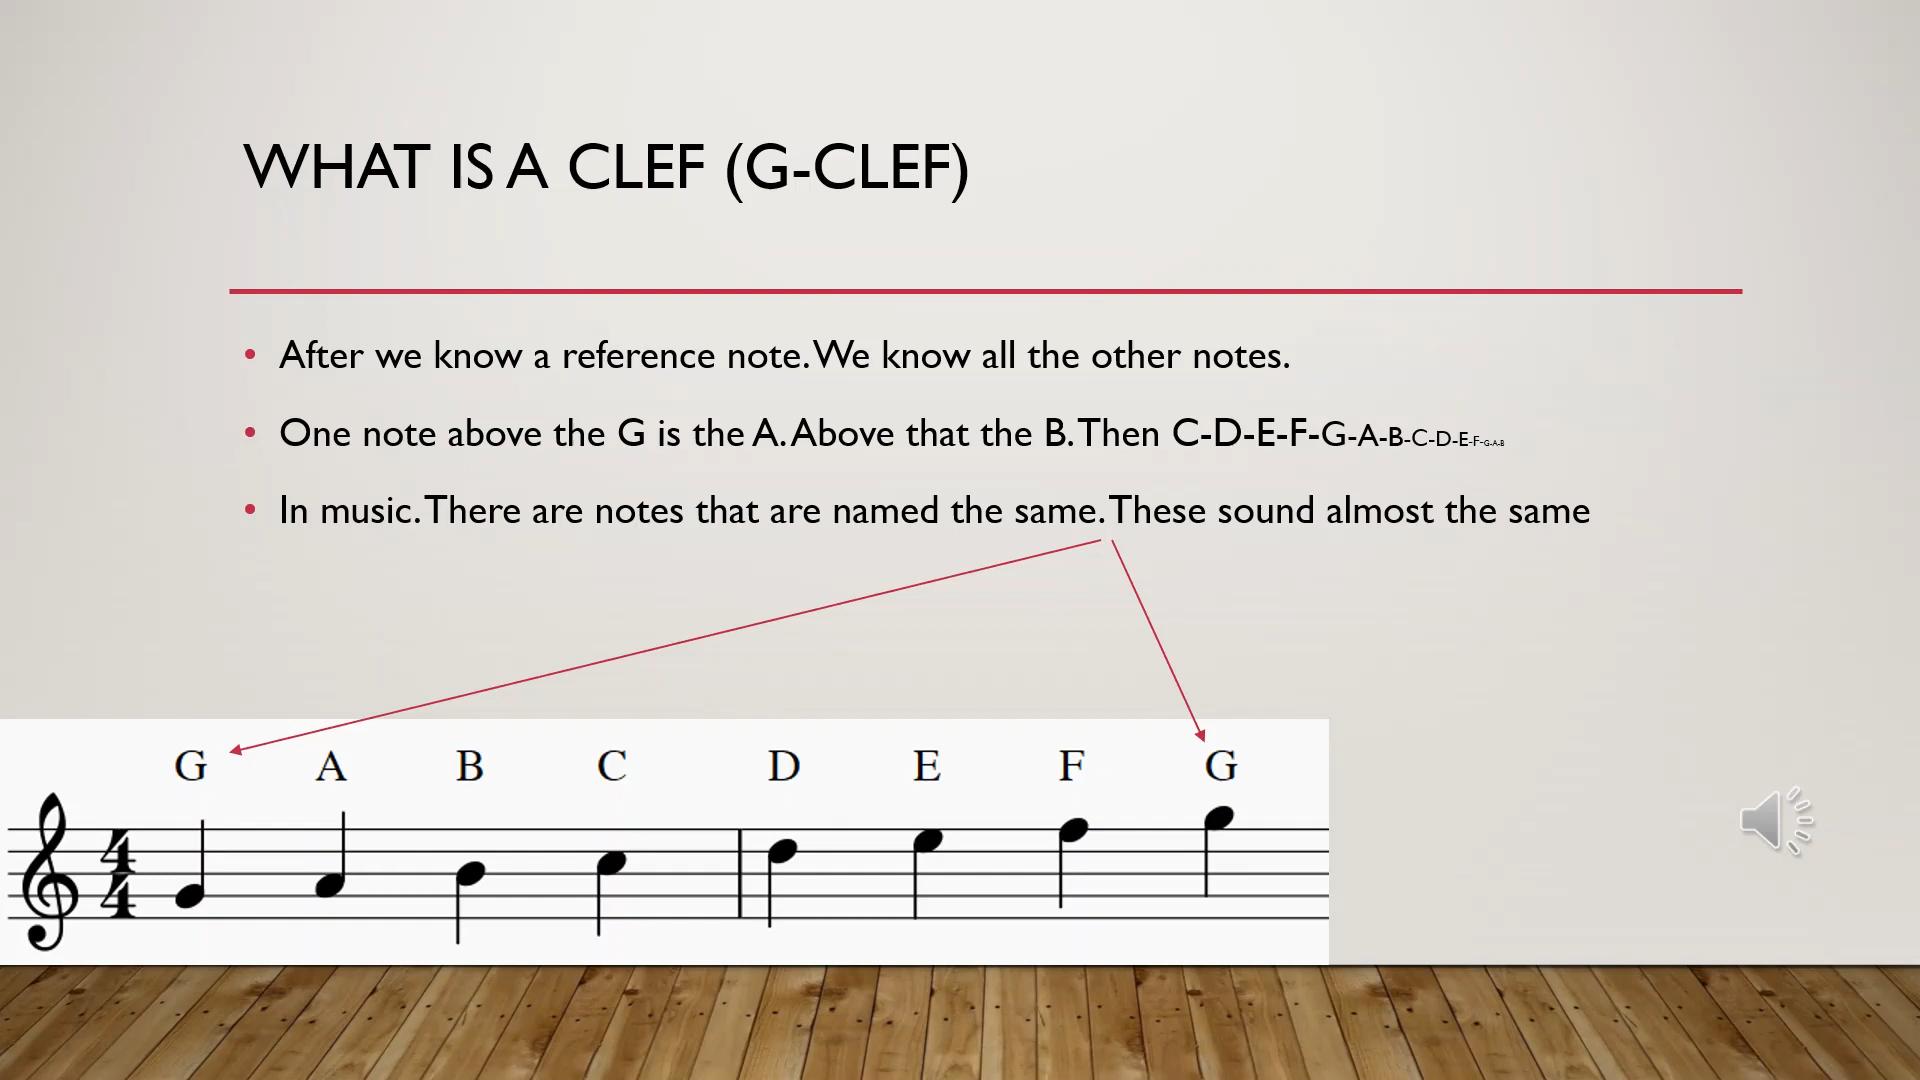 WHAT IS A CLEF (G-CLEF)
After we know a reference note. We know all the other notes.
One note above the G is the A. Above that the B. Then C-D-E-F-G-A-B-C-D-E-F-G-A-B
In music. There are notes that are named the same. These sound almost the same
G A B C D E F G
4
4